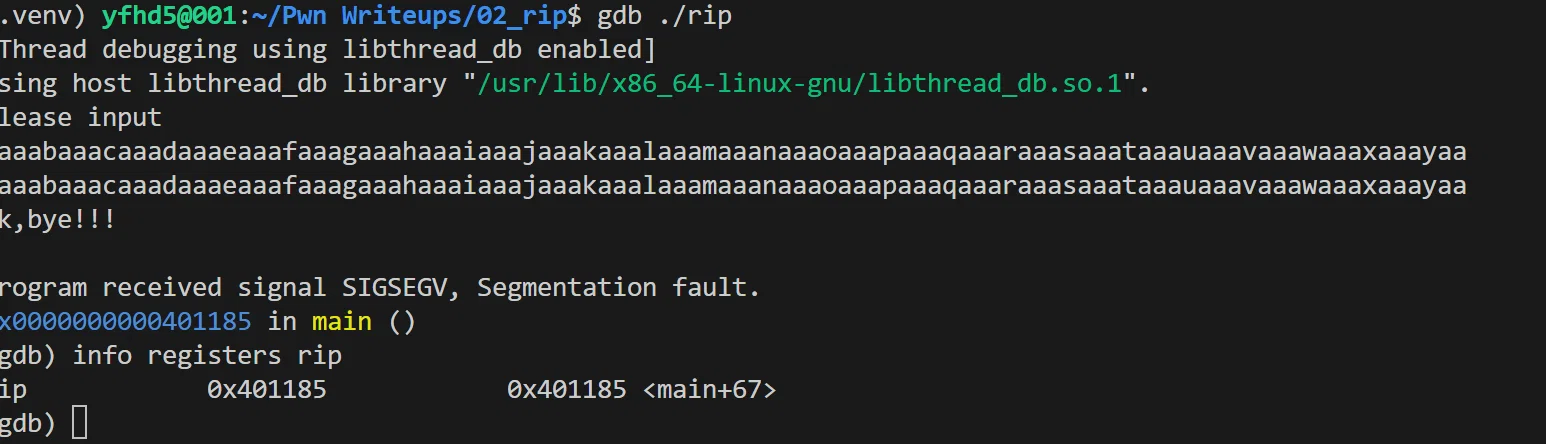 .venv) yfhd5@001:~/Pwn Writeups/02_rip$ gdb ./rip
Thread debugging using libthread_db enabled]
sing host libthread_db library "/usr/lib/x86_64-linux-gnu/libthread_db.so.1".
lease input
aaabaaacaaadaaaeaaafaaagaaahaaaiaaajaaakaaalaaamaaanaaaoaaapaaaqaaaraaasaaataaauaaavaaawaaaxaaayaa
aaabaaacaaadaaaeaaafaaagaaahaaaiaaajaaakaaalaaamaaanaaaoaaapaaaqaaaraaasaaataaauaaavaaawaaaxaaayaa
k,bye!!!
rogram received signal SIGSEGV, Segmentation fault.
x0000000000401185 in main ()
gdb) info registers rip
ip 0x401185 0x401185 <main+67>
gdb)